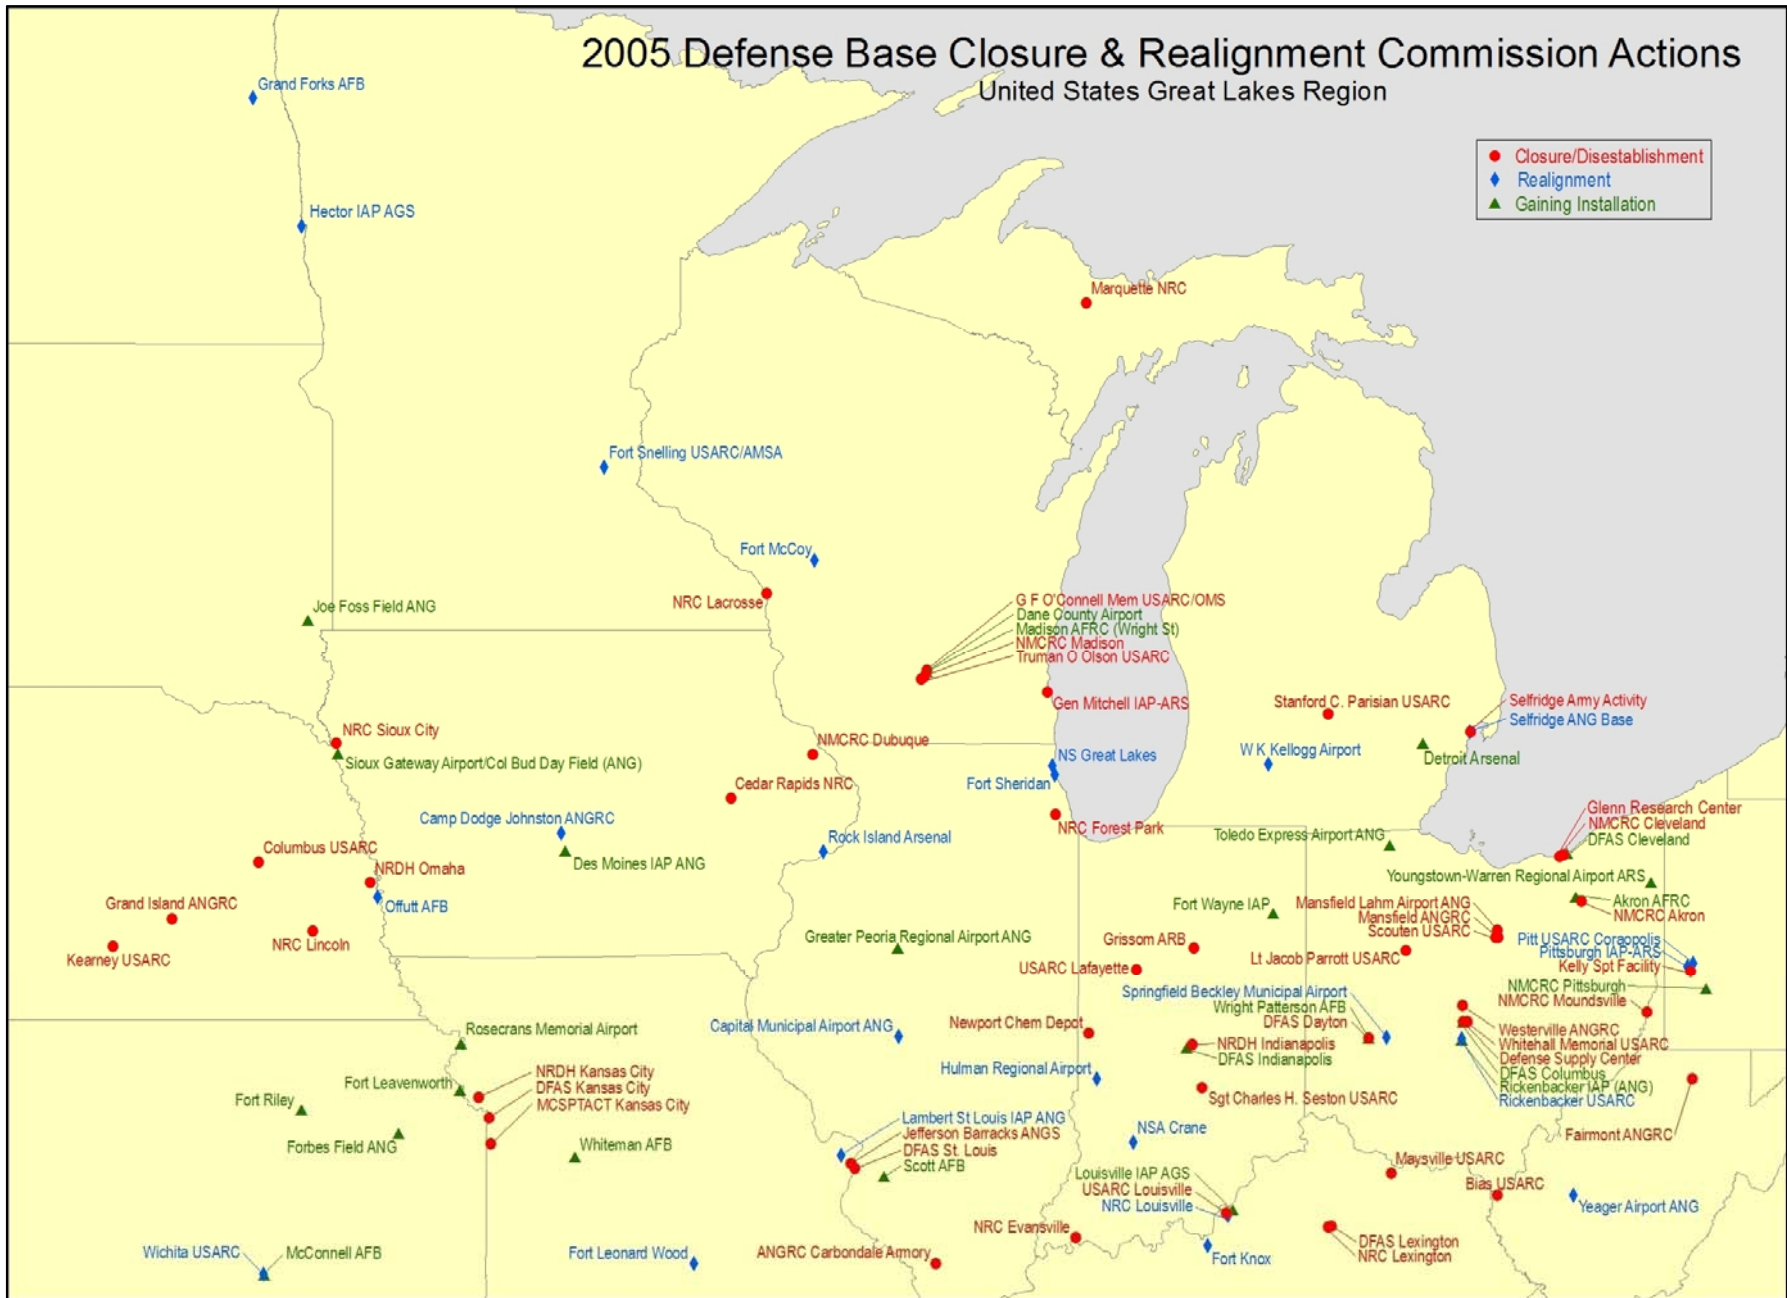 2005 Defense Base Closure & Realignment Commission Actions
United States Great Lakes Region
Closure/Disestablishment
Realignment
Gaining Installation
Grand Forks AFB
Hector IAP AGS
Marquette NRC
Fort Snelling USARC/AMSA
Fort McCoy
NRC Lacrosse
Joe Foss Field ANG
G F O'Connell Mem USARC/OMS
Dane County Airport
Madison AFRC (Wright St)
NMCRC Madison
Truman O Olson USARC
Gen Mitchell IAP-ARS
Stanford C. Parisian USARC
Selfridge Army Activity
Selfridge ANG Base
NRC Sioux City
Sioux Gateway Airport/Col Bud Day Field (ANG)
NMCRC Dubuque
NS Great Lakes
W K Kellogg Airport
Detroit Arsenal
Cedar Rapids NRC
Fort Sheridan
Camp Dodge Johnston ANGRC
Des Moines IAP ANG
Rock Island Arsenal
NRC Forest Park
Toledo Express Airport ANG
Glenn Research Center
NMCRC Cleveland
DFAS Cleveland
Columbus USARC
NRDH Omaha
Offutt AFB
Youngstown-Warren Regional Airport ARS
Akron AFRC
NMCRC Akron
Grand Island ANGRC
Kearney USARC
NRC Lincoln
Fort Wayne IAP
Mansfield Lahm Airport ANG
Mansfield ANGRC
Scouten USARC
Greater Peoria Regional Airport ANG
Grissom ARB
Lt Jacob Parrott USARC
USARC Lafayette
Pitt USARC Coraopolis
Pittsburgh IAP-ARS
Kelly Spt Facility
NMCRC Pittsburgh
NMCRC Moundsville
Springfield Beckley Municipal Airport
Wright Patterson AFB
DFAS Dayton
Capital Municipal Airport ANG
Newport Chem Depot
NRDH Indianapolis
DFAS Indianapolis
Westerville ANGRC
Whitehall Memorial USARC
Defense Supply Center
DFAS Columbus
Rickenbacker IAP (ANG)
Rickenbacker USARC
Rosecrans Memorial Airport
Hulman Regional Airport
Fort Leavenworth
NRDH Kansas City
DFAS Kansas City
MCSPTACT Kansas City
Fort Riley
Forbes Field ANG
Whiteman AFB
Sgt Charles H. Seston USARC
Lambert St Louis IAP ANG
Jefferson Barracks ANGS
DFAS St. Louis
Scott AFB
NSA Crane
Fairmont ANGRC
Maysville USARC
Louisville IAP AGS
USARC Louisville
NRC Louisville
Bias USARC
Yeager Airport ANG
NRC Evansville
Wichita USARC
McConnell AFB
Fort Leonard Wood
ANGRC Carbondale Armory
Fort Knox
DFAS Lexington
NRC Lexington